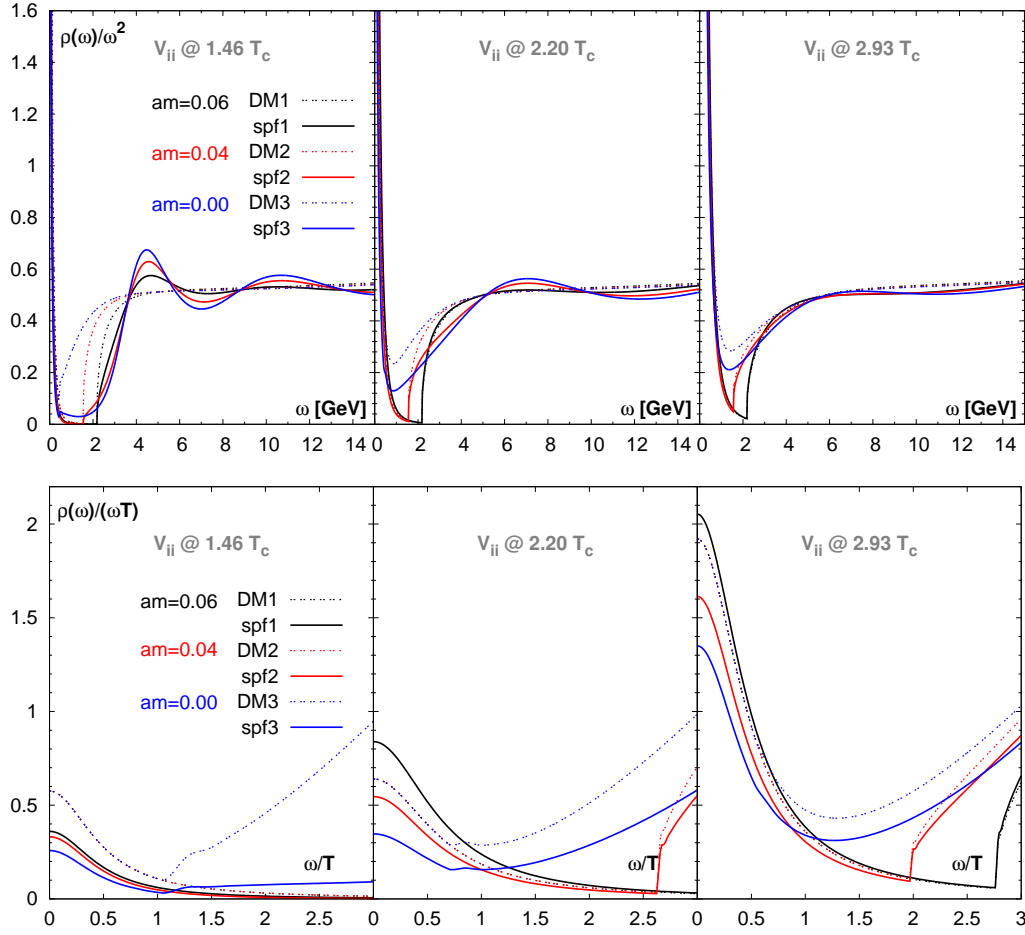 ρ(ω)/ω²
V_ii @ 1.46 T_c
V_ii @ 2.20 T_c
V_ii @ 2.93 T_c
1.6
1.4
1.2
1
0.8
0.6
0.4
0.2
0
am=0.06 DM1
spf1
am=0.04 DM2
spf2
am=0.00 DM3
spf3
ω [GeV]
ω [GeV]
ω [GeV]
0 2 4 6 8 10 12 14
0 2 4 6 8 10 12 14
0 2 4 6 8 10 12 14
ρ(ω)/(ωT)
V_ii @ 1.46 T_c
V_ii @ 2.20 T_c
V_ii @ 2.93 T_c
2
1.5
1
0.5
0
am=0.06 DM1
spf1
am=0.04 DM2
spf2
am=0.00 DM3
spf3
ω/T
ω/T
ω/T
0 0.5 1 1.5 2 2.5
0 0.5 1 1.5 2 2.5
0 0.5 1 1.5 2 2.5 3